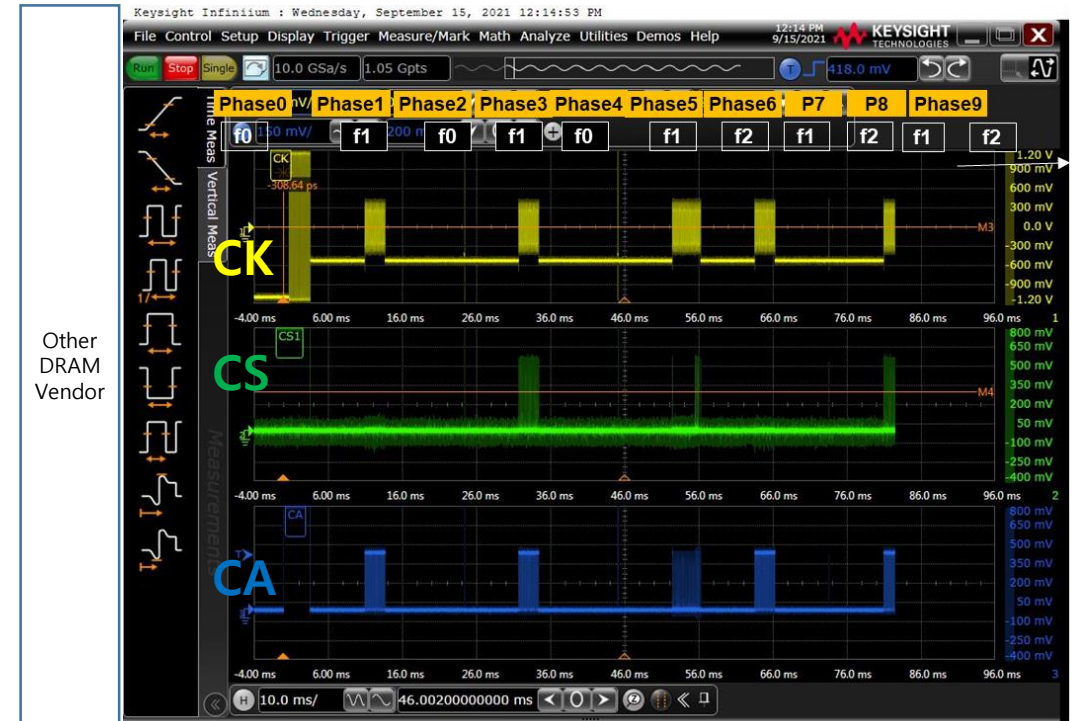 Keysight Infiniium : Wednesday, September 15, 2021 12:14:53 PM
File Control Setup Display Trigger Measure/Mark Math Analyze Utilities Demos Help
12:14 PM
9/15/2021
KEYSIGHT
TECHNOLOGIES
Run Stop Single 10.0 GSa/s 1.05 Gpts T 418.0 mV
Phase0 Phase1 Phase2 Phase3 Phase4 Phase5 Phase6 P7 P8 Phase9
f0 f1 f0 f1 f0 f1 f2 f1 f2 f1 f2
150 mV/
Time Meas
Vertical Meas
Measurements
Other
DRAM
Vendor
CK
CK
-308.64 ps
M3
1.20 V
900 mV
600 mV
300 mV
0.0 V
-300 mV
-600 mV
-900 mV
-1.20 V
-4.00 ms 6.00 ms 16.0 ms 26.0 ms 36.0 ms 46.0 ms 56.0 ms 66.0 ms 76.0 ms 86.0 ms 96.0 ms 1
CS
CS1
M4
800 mV
650 mV
500 mV
350 mV
200 mV
50 mV
-100 mV
-250 mV
-400 mV
-4.00 ms 6.00 ms 16.0 ms 26.0 ms 36.0 ms 46.0 ms 56.0 ms 66.0 ms 76.0 ms 86.0 ms 96.0 ms 2
CA
CA
T
800 mV
650 mV
500 mV
350 mV
200 mV
50 mV
-100 mV
-250 mV
-400 mV
-4.00 ms 6.00 ms 16.0 ms 26.0 ms 36.0 ms 46.0 ms 56.0 ms 66.0 ms 76.0 ms 86.0 ms 96.0 ms 3
1/
H 10.0 ms/ 46.00200000000 ms 0